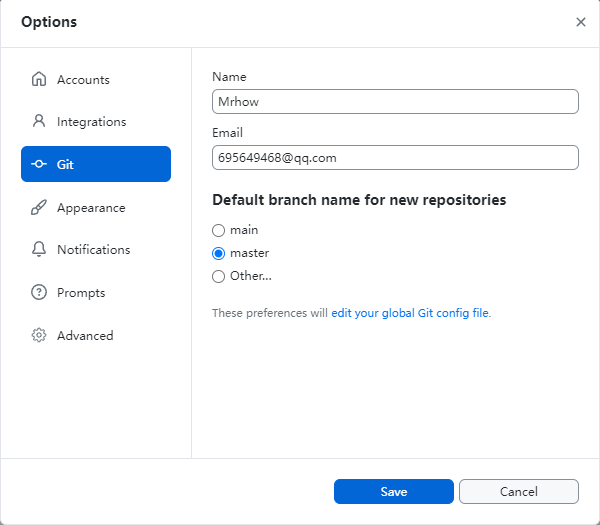 Options
Accounts
Integrations
Git
Appearance
Notifications
Prompts
Advanced
Name
Mrhow
Email
695649468@qq.com
Default branch name for new repositories
main
master
Other...
These preferences will edit your global Git config file.
Save
Cancel